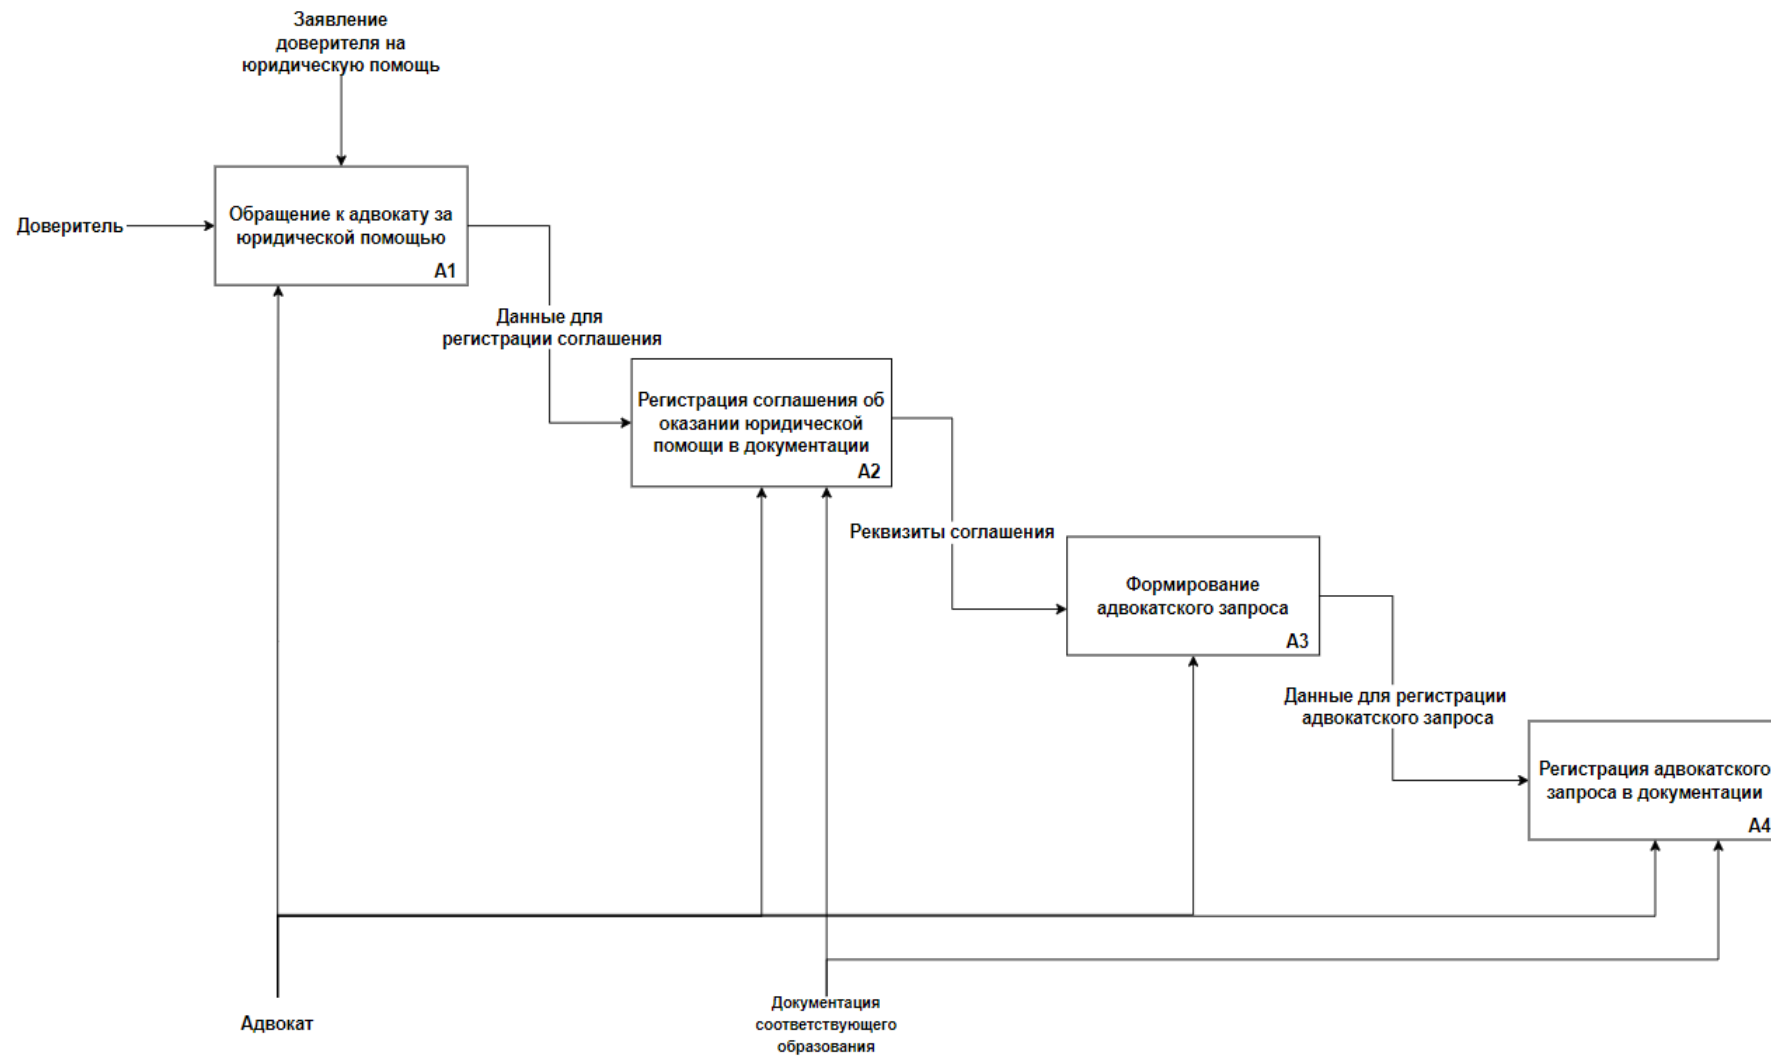 Заявление
доверителя на
юридическую помощь
Доверитель
Обращение к адвокату за
юридической помощью
A1
Данные для
регистрации соглашения
Регистрация соглашения об
оказании юридической
помощи в документации
A2
Реквизиты соглашения
Формирование
адвокатского запроса
A3
Данные для регистрации
адвокатского запроса
Регистрация адвокатского
запроса в документации
A4
Адвокат
Документация
соответствующего
образования